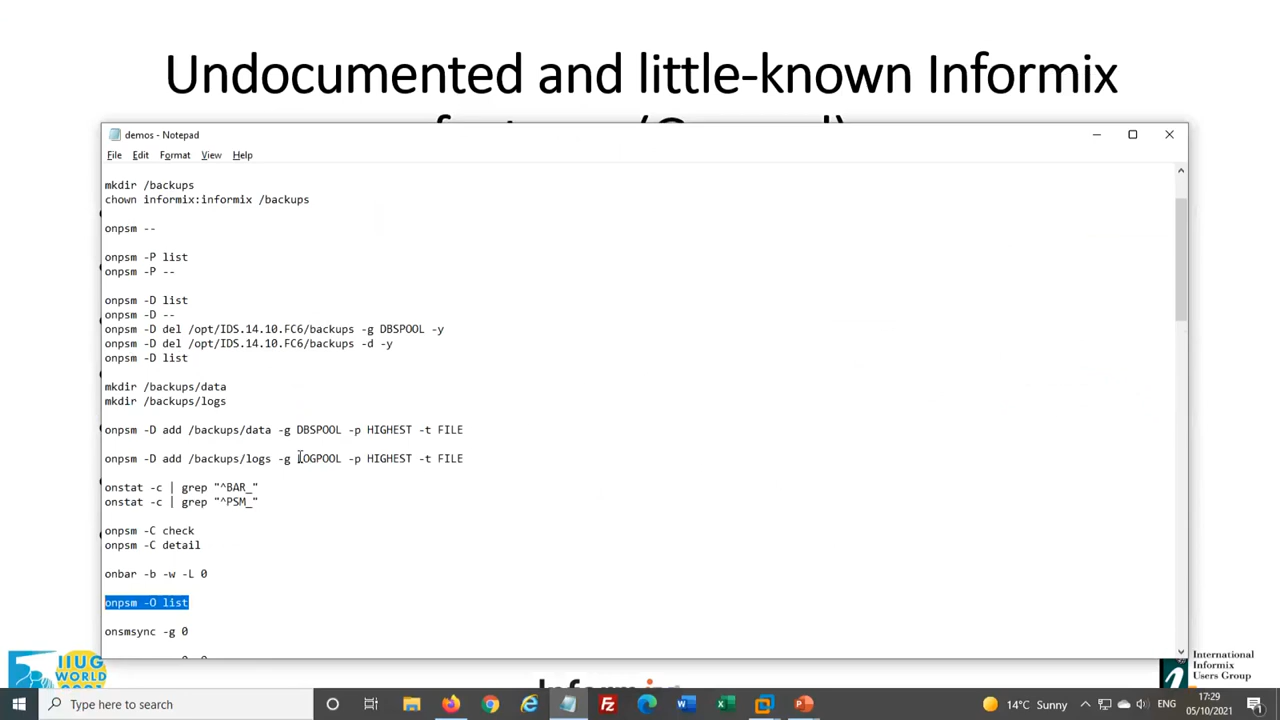 Undocumented and little-known Informix
demos - Notepad
File Edit Format View Help
mkdir /backups
chown informix:informix /backups
onpsm --
onpsm -P list
onpsm -P --
onpsm -D list
onpsm -D --
onpsm -D del /opt/IDS.14.10.FC6/backups -g DBSPOOL -y
onpsm -D del /opt/IDS.14.10.FC6/backups -d -y
onpsm -D list
mkdir /backups/data
mkdir /backups/logs
onpsm -D add /backups/data -g DBSPOOL -p HIGHEST -t FILE
onpsm -D add /backups/logs -g LOGPOOL -p HIGHEST -t FILE
onstat -c | grep "^BAR_"
onstat -c | grep "^PSM_"
onpsm -C check
onpsm -C detail
onbar -b -w -L 0
onpsm -O list
onsmsync -g 0
IIUG
WORLD
International
Informix
Users Group
Type here to search
14°C Sunny
ENG
17:29
05/10/2021